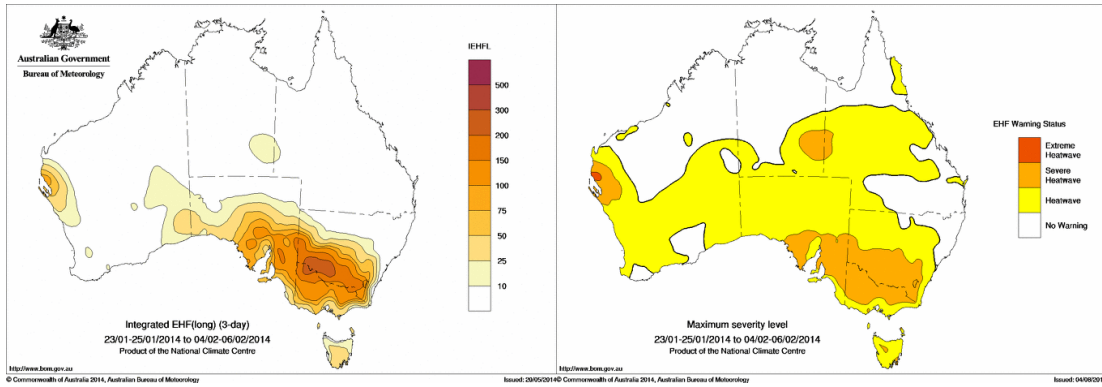 Australian Government
Bureau of Meteorology
IEHFL
500
300
200
150
100
75
50
25
10
Integrated EHF(long) (3-day)
23/01-25/01/2014 to 04/02-06/02/2014
Product of the National Climate Centre
http://www.bom.gov.au
© Commonwealth of Australia 2014, Australian Bureau of Meteorology
Issued: 20/05/2014
EHF Warning Status
Extreme
Heatwave
Severe
Heatwave
Heatwave
No Warning
Maximum severity level
23/01-25/01/2014 to 04/02-06/02/2014
Product of the National Climate Centre
http://www.bom.gov.au
© Commonwealth of Australia 2014, Australian Bureau of Meteorology
Issued: 04/08/201